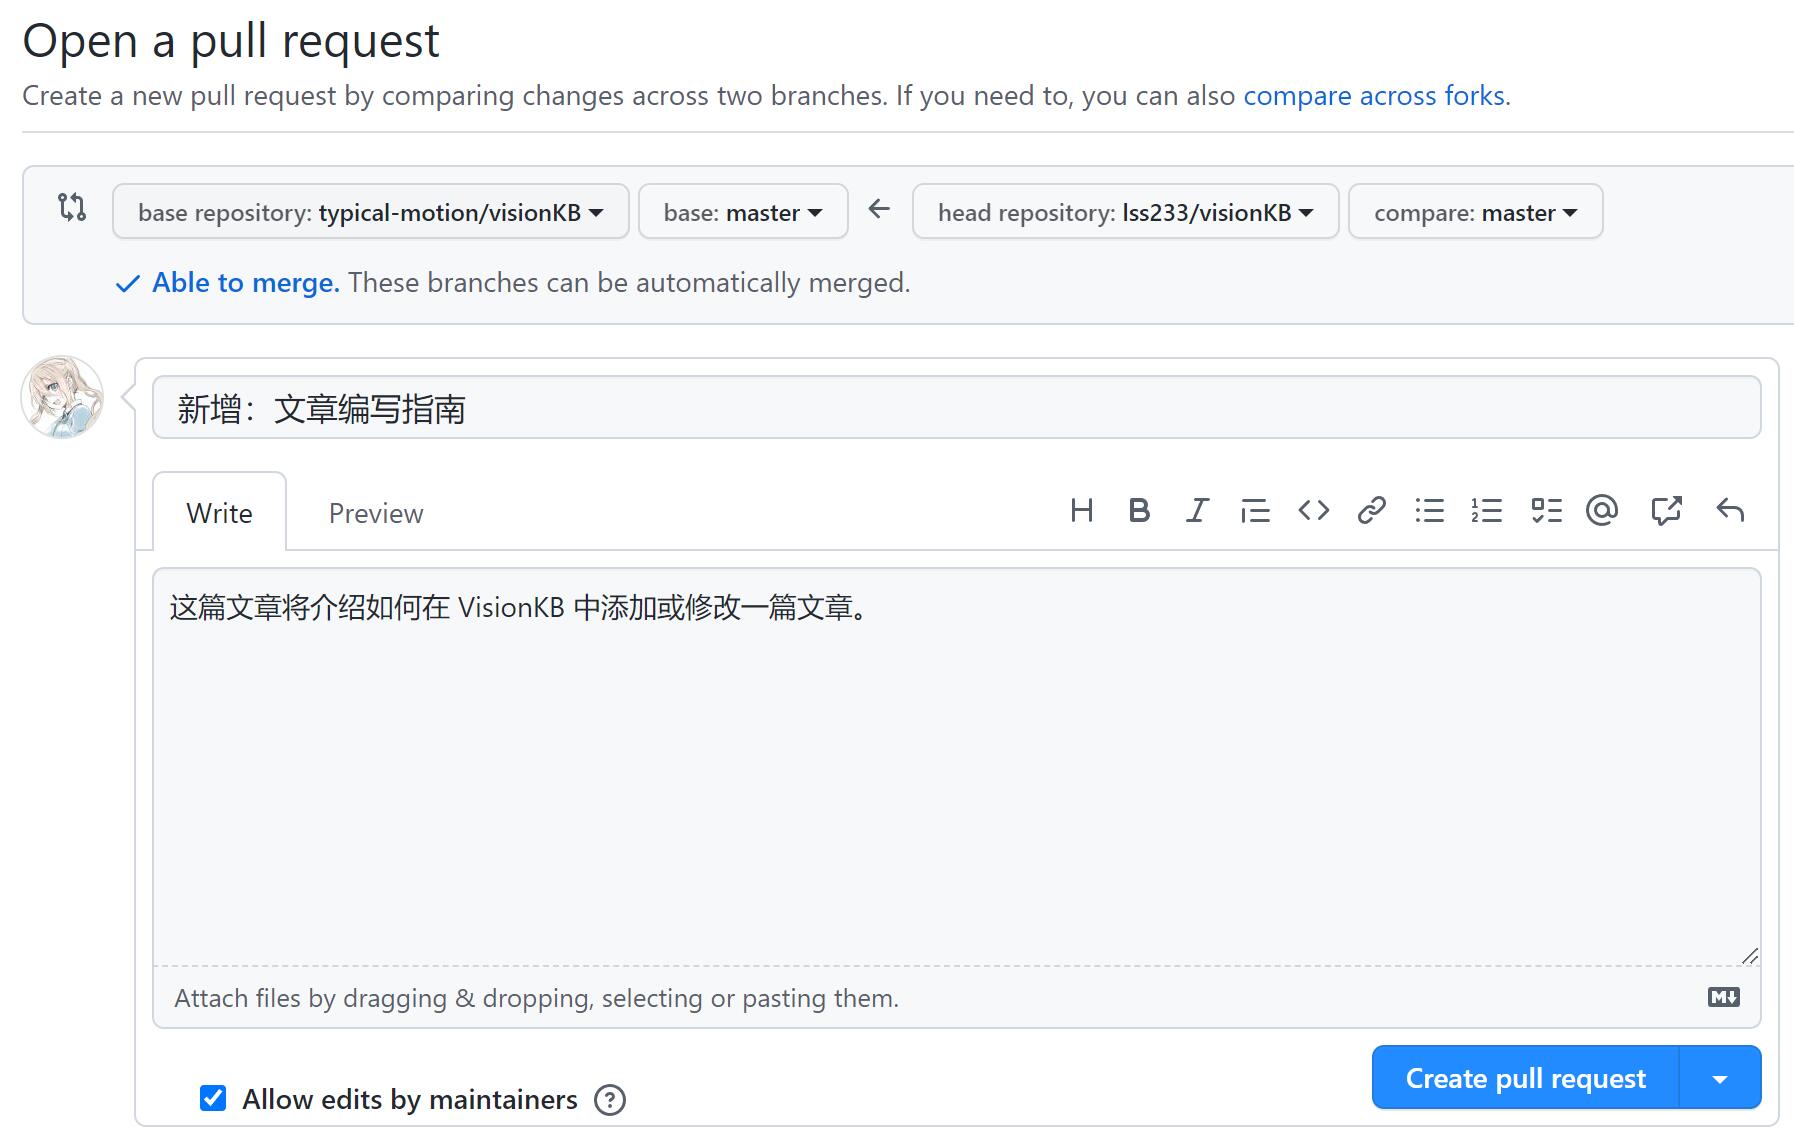 Open a pull request
Create a new pull request by comparing changes across two branches. If you need to, you can also compare across forks.
base repository: typical-motion/visionKB base: master head repository: lss233/visionKB compare: master
Able to merge. These branches can be automatically merged.
新增：文章编写指南
Write Preview
这篇文章将介绍如何在 VisionKB 中添加或修改一篇文章。
Attach files by dragging & dropping, selecting or pasting them.
Allow edits by maintainers
Create pull request